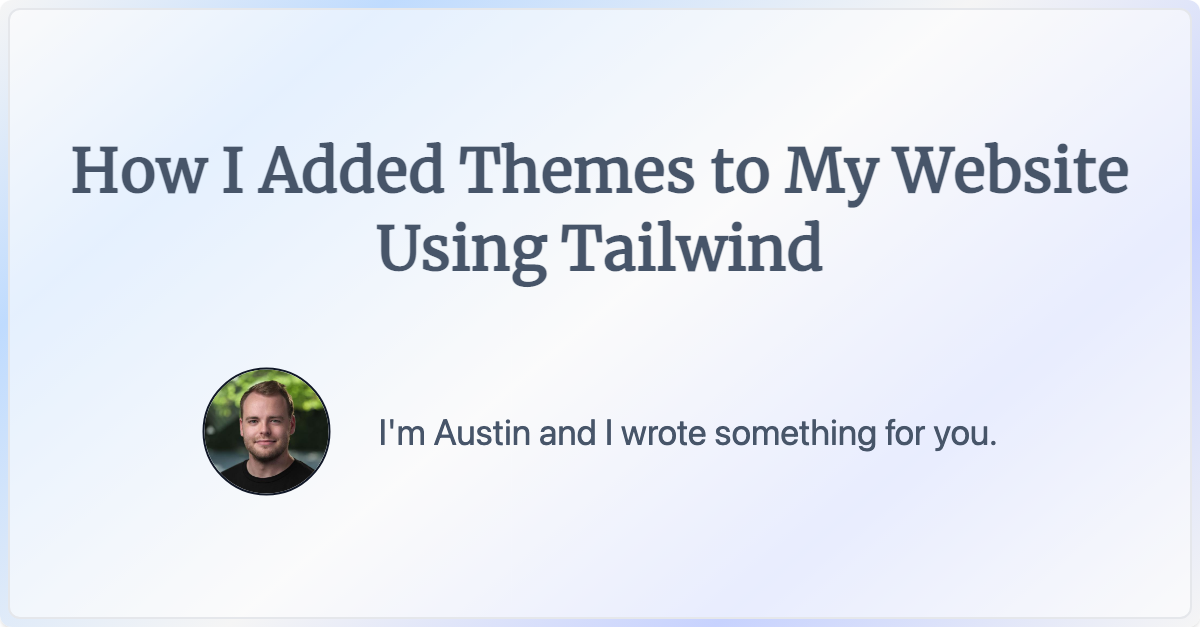 How I Added Themes to My Website
Using Tailwind
I'm Austin and I wrote something for you.